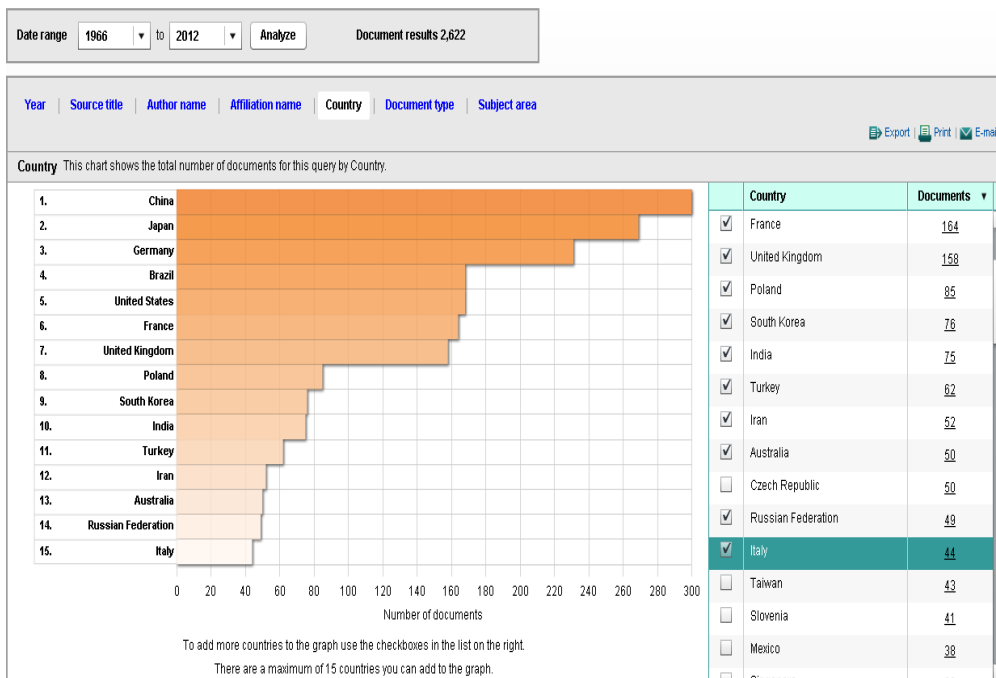 Date range 1966 to 2012 Analyze Document results 2,622
Year | Source title | Author name | Affiliation name | Country | Document type | Subject area
Export | Print | E-mai
Country This chart shows the total number of documents for this query by Country.
1. China
2. Japan
3. Germany
4. Brazil
5. United States
6. France
7. United Kingdom
8. Poland
9. South Korea
10. India
11. Turkey
12. Iran
13. Australia
14. Russian Federation
15. Italy
0 20 40 60 80 100 120 140 160 180 200 220 240 260 280 300
Number of documents
To add more countries to the graph use the checkboxes in the list on the right.
There are a maximum of 15 countries you can add to the graph.
Country Documents
France 164
United Kingdom 158
Poland 85
South Korea 76
India 75
Turkey 62
Iran 52
Australia 50
Czech Republic 50
Russian Federation 49
Italy 44
Taiwan 43
Slovenia 41
Mexico 38